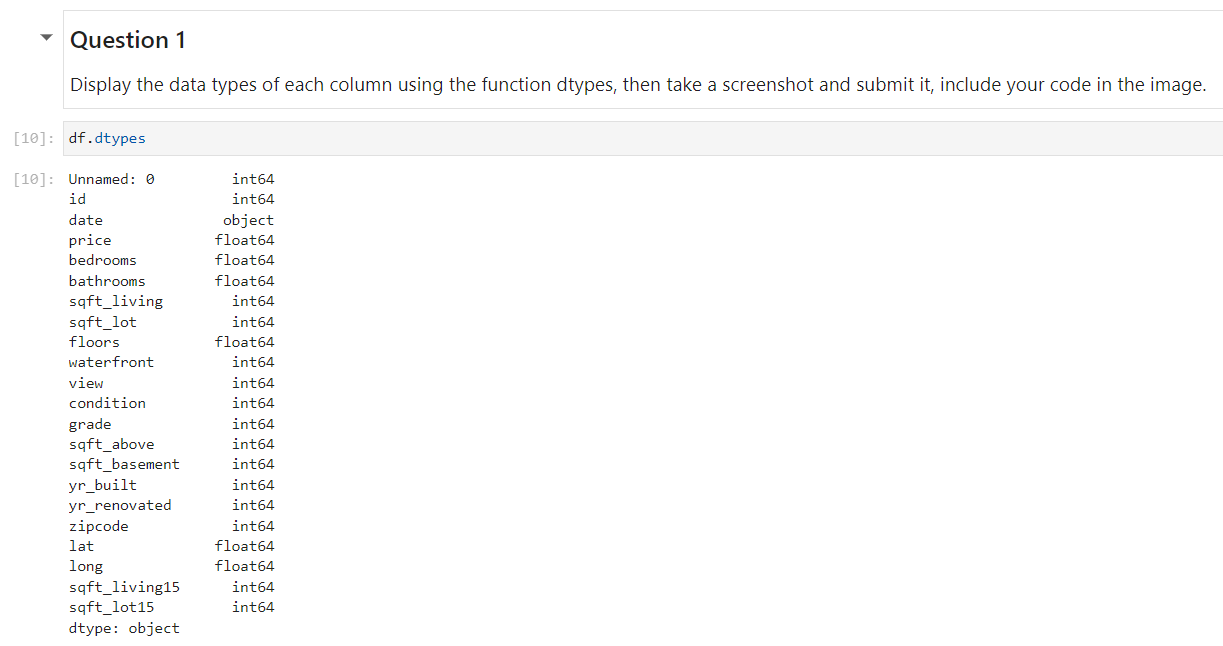 Question 1
Display the data types of each column using the function dtypes, then take a screenshot and submit it, include your code in the image.
[10]: df.dtypes
[10]: Unnamed: 0 int64
id int64
date object
price float64
bedrooms float64
bathrooms float64
sqft_living int64
sqft_lot int64
floors float64
waterfront int64
view int64
condition int64
grade int64
sqft_above int64
sqft_basement int64
yr_built int64
yr_renovated int64
zipcode int64
lat float64
long float64
sqft_living15 int64
sqft_lot15 int64
dtype: object